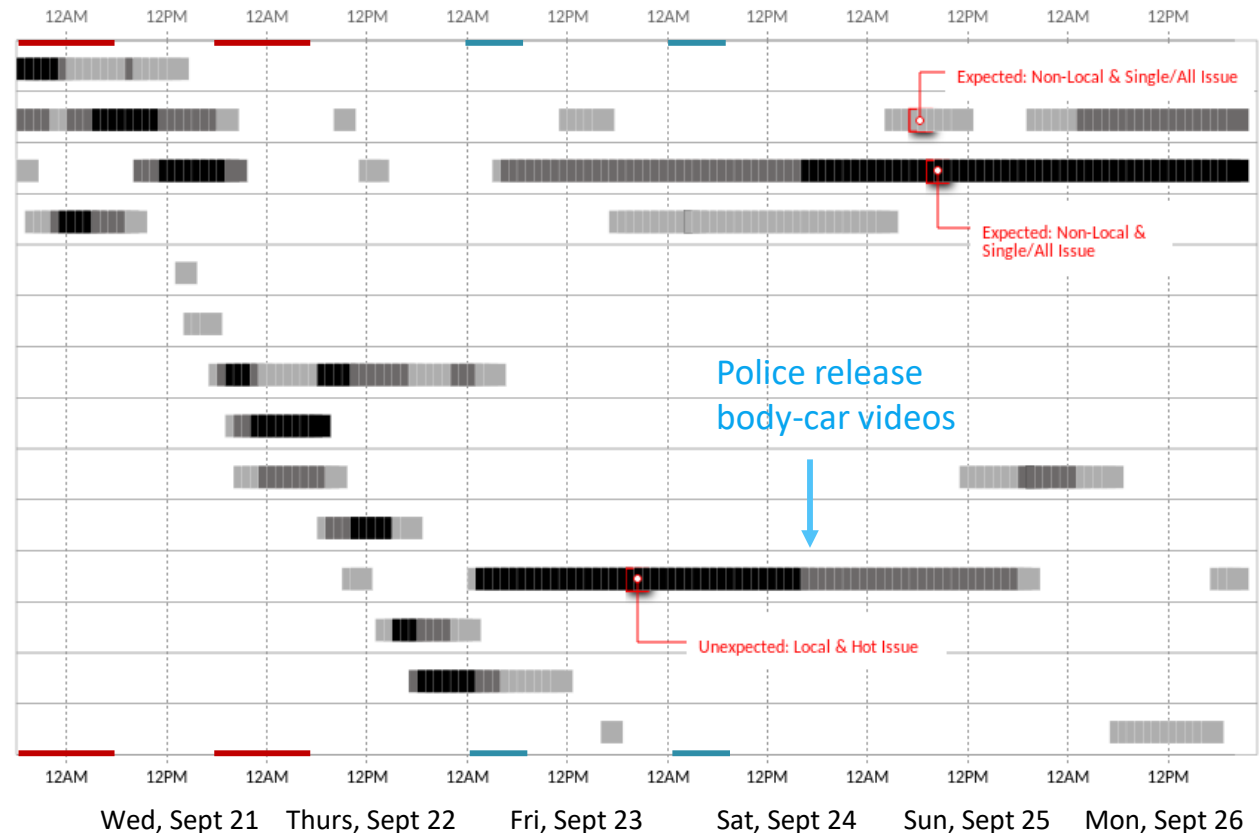 12AM 12PM 12AM 12PM 12AM 12PM 12AM 12PM 12AM 12PM 12AM 12PM
Expected: Non-Local & Single/All Issue
Expected: Non-Local &
Single/All Issue
Police release
body-car videos
Unexpected: Local & Hot Issue
12AM 12PM 12AM 12PM 12AM 12PM 12AM 12PM 12AM 12PM 12AM 12PM
Wed, Sept 21 Thurs, Sept 22 Fri, Sept 23 Sat, Sept 24 Sun, Sept 25 Mon, Sept 26